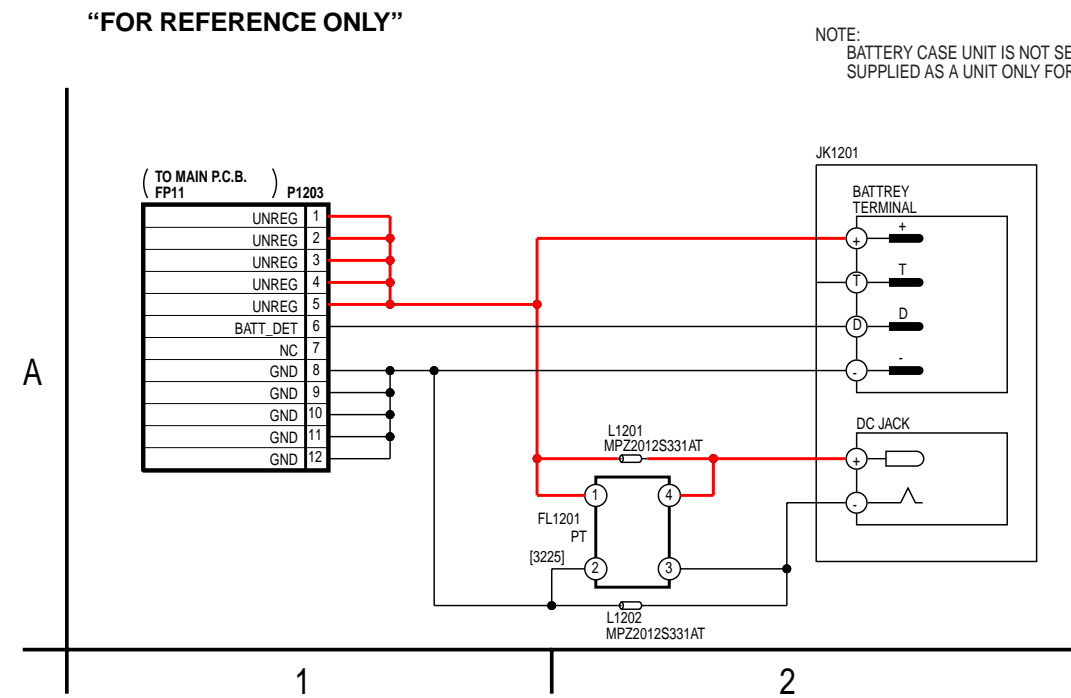 “FOR REFERENCE ONLY”
NOTE:
BATTERY CASE UNIT IS NOT SE
SUPPLIED AS A UNIT ONLY FOR
JK1201
TO MAIN P.C.B.
FP11
P1203
UNREG 1
UNREG 2
UNREG 3
UNREG 4
UNREG 5
BATT_DET 6
NC 7
GND 8
GND 9
GND 10
GND 11
GND 12
BATTREY
TERMINAL
+ +
T T
D D
- -
A
L1201
MPZ2012S331AT
DC JACK
+
-
1 4
FL1201
PT
[3225]
2 3
L1202
MPZ2012S331AT
1 2